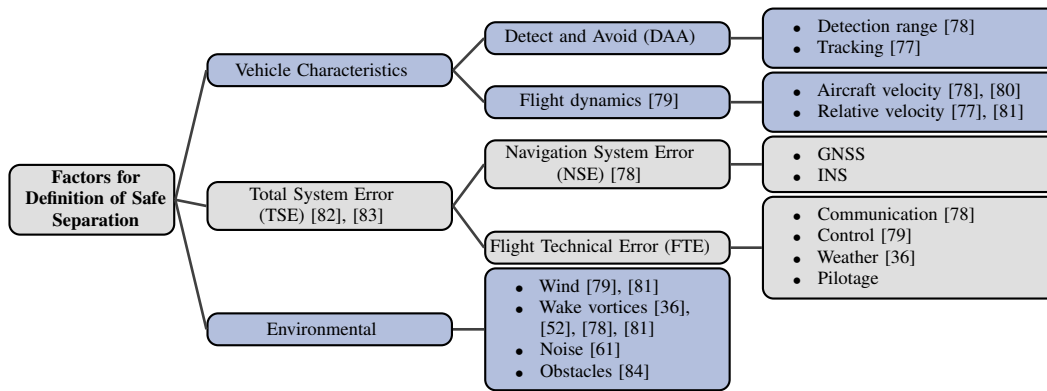 Factors for
Definition of Safe
Separation
Vehicle Characteristics
Detect and Avoid (DAA)
• Detection range [78]
• Tracking [77]
Flight dynamics [79]
• Aircraft velocity [78], [80]
• Relative velocity [77], [81]
Total System Error
(TSE) [82], [83]
Navigation System Error
(NSE) [78]
• GNSS
• INS
Flight Technical Error (FTE)
• Communication [78]
• Control [79]
• Weather [36]
• Pilotage
Environmental
• Wind [79], [81]
• Wake vortices [36],
[52], [78], [81]
• Noise [61]
• Obstacles [84]